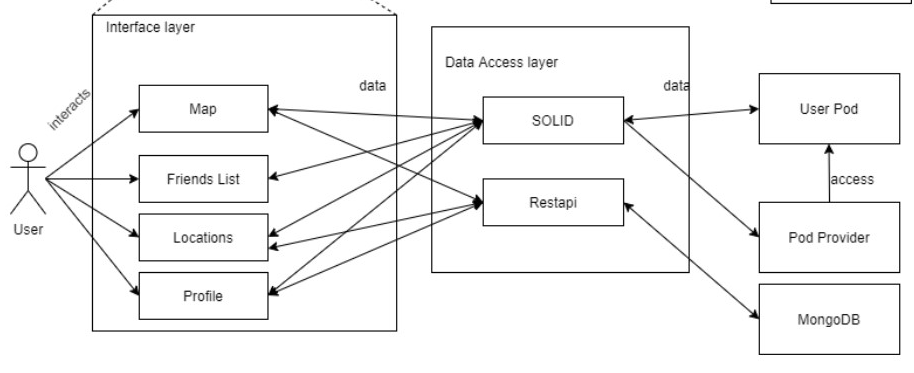 Interface layer
Data Access layer
interacts
data
data
Map
SOLID
User Pod
Friends List
access
Restapi
User
Locations
Pod Provider
Profile
MongoDB